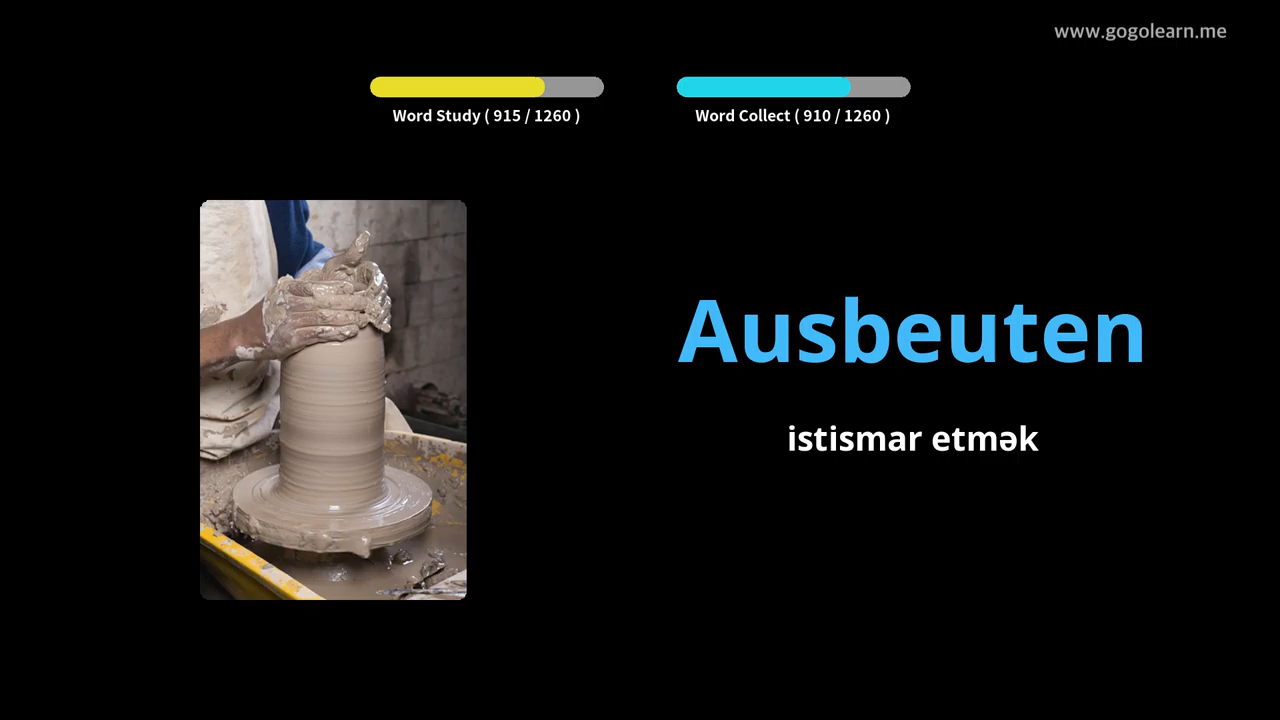 www.gogolearn.me
Word Study ( 915 / 1260 )
Word Collect ( 910 / 1260 )
Ausbeuten
istismar etmək